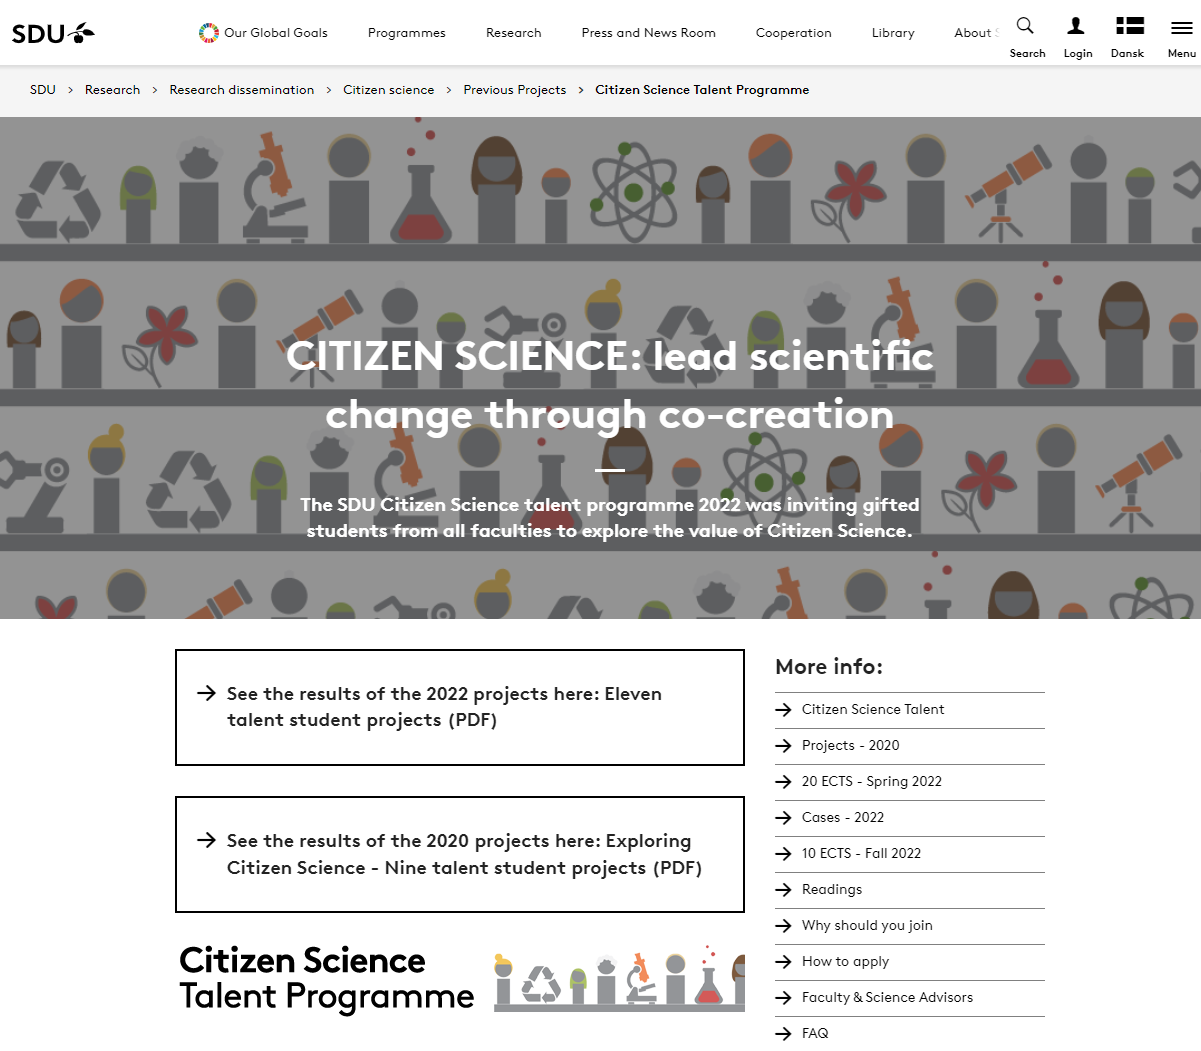 SDU
Our Global Goals
Programmes
Research
Press and News Room
Cooperation
Library
About
Search
Login
Dansk
Menu
SDU > Research > Research dissemination > Citizen science > Previous Projects > Citizen Science Talent Programme
CITIZEN SCIENCE: lead scientific
change through co-creation
The SDU Citizen Science talent programme 2022 was inviting gifted
students from all faculties to explore the value of Citizen Science.
See the results of the 2022 projects here: Eleven
talent student projects (PDF)
See the results of the 2020 projects here: Exploring
Citizen Science - Nine talent student projects (PDF)
Citizen Science
Talent Programme
More info:
Citizen Science Talent
Projects - 2020
20 ECTS - Spring 2022
Cases - 2022
10 ECTS - Fall 2022
Readings
Why should you join
How to apply
Faculty & Science Advisors
FAQ